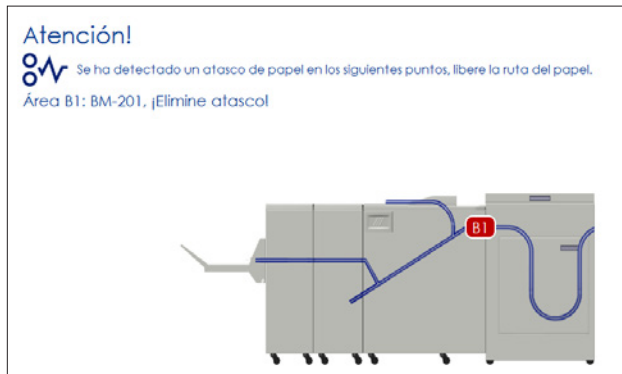 Atención!
Se ha detectado un atasco de papel en los siguientes puntos, libere la ruta del papel.
Área B1: BM-201, ¡Elimine atasco!
B1